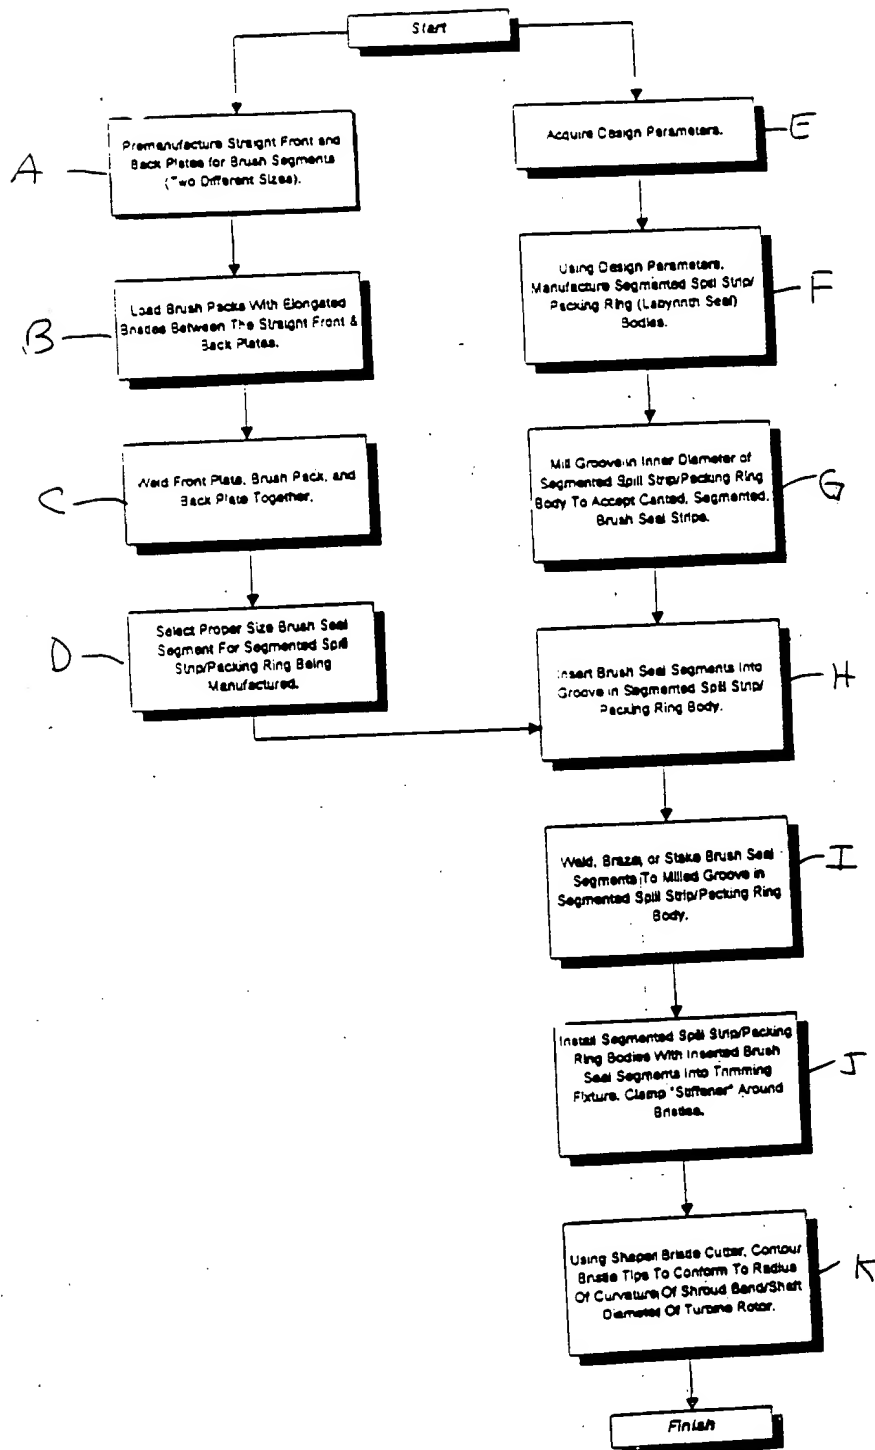 Start
A
Premanufacture Straight Front and
Back Plates for Brush Segments
(Two Different Sizes).
B
Load Brush Packs With Elongated
Bristles Between The Straight Front &
Back Plates.
C
Weld Front Plate, Brush Pack, and
Back Plate Together.
D
Select Proper Size Brush Seal
Segment For Segmented Spill
Strip/Packing Ring Being
Manufactured.
Acquire Design Parameters.
E
Using Design Parameters,
Manufacture Segmented Spill Strip/
Packing Ring (Labyrinth Seal)
Bodies.
F
Mill Groove in Inner Diameter of
Segmented Spill Strip/Packing Ring
Body To Accept Canted, Segmented,
Brush Seal Strips.
G
Insert Brush Seal Segments Into
Groove in Segmented Spill Strip/
Packing Ring Body.
H
Weld, Braze, or Stake Brush Seal
Segments To Milled Groove in
Segmented Spill Strip/Packing Ring
Body.
I
Install Segmented Spill Strip/Packing
Ring Bodies With Inserted Brush
Seal Segments Into Trimming
Fixture. Clamp "Stiffener" Around
Bristles.
J
Using Shaped Bristle Cutter, Contour
Bristle Tips To Conform To Radius
Of Curvature Of Shroud Band/Shaft
Diameter Of Turbine Rotor.
K
Finish